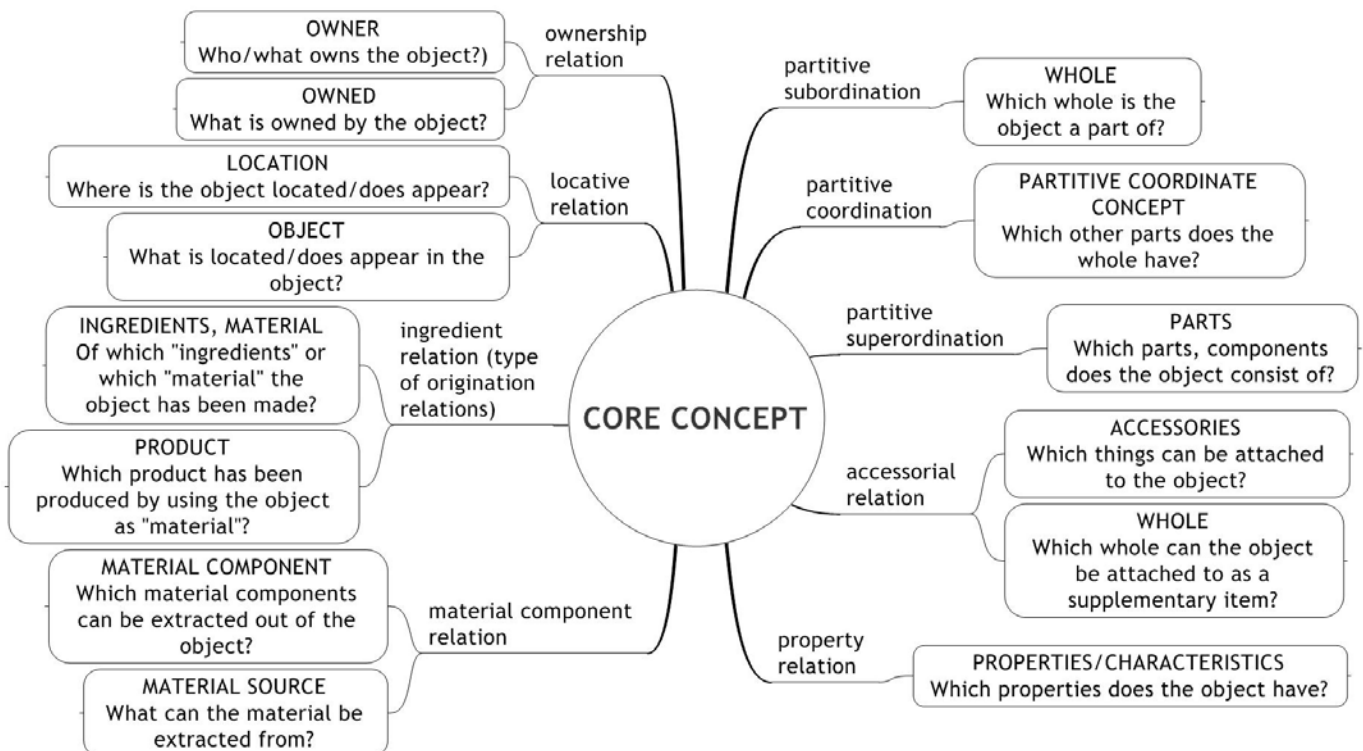 OWNER
Who/what owns the object?)
OWNED
What is owned by the object?
ownership
relation
LOCATION
Where is the object located/does appear?
OBJECT
What is located/does appear in the
object?
locative
relation
INGREDIENTS, MATERIAL
Of which "ingredients" or
which "material" the
object has been made?
PRODUCT
Which product has been
produced by using the object
as "material"?
ingredient
relation (type
of origination
relations)
MATERIAL COMPONENT
Which material components
can be extracted out of the
object?
MATERIAL SOURCE
What can the material be
extracted from?
material component
relation
CORE CONCEPT
partitive
subordination
WHOLE
Which whole is the
object a part of?
partitive
coordination
PARTITIVE COORDINATE
CONCEPT
Which other parts does the
whole have?
partitive
superordination
PARTS
Which parts, components
does the object consist of?
accessorial
relation
ACCESSORIES
Which things can be attached
to the object?
WHOLE
Which whole can the object
be attached to as a
supplementary item?
property
relation
PROPERTIES/CHARACTERISTICS
Which properties does the object have?